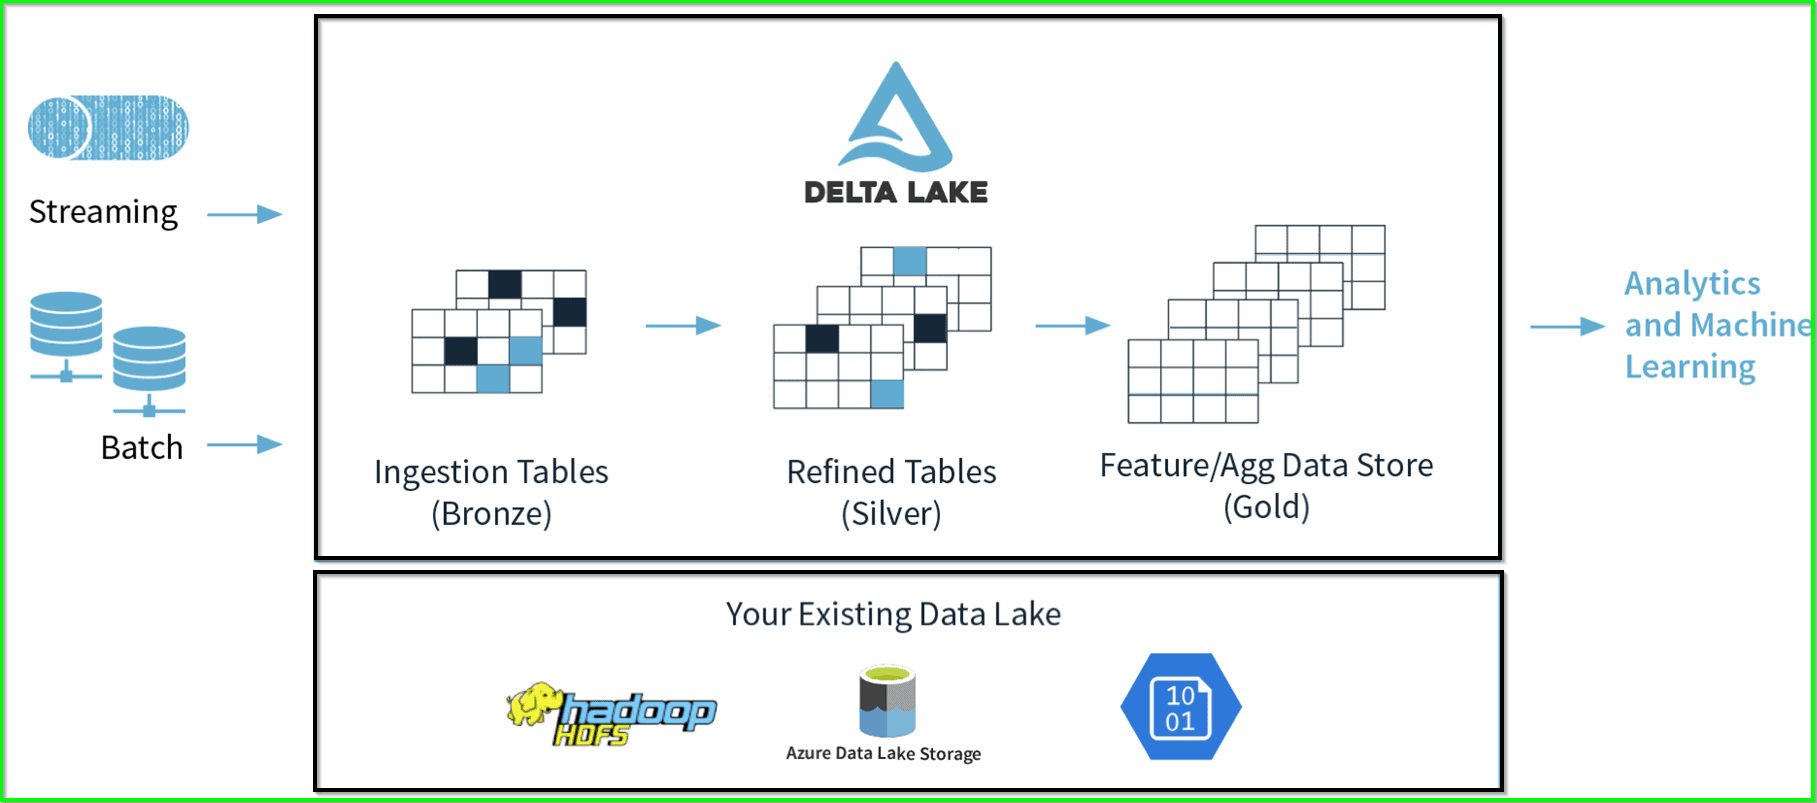 DELTA LAKE
Streaming
Batch
Ingestion Tables
(Bronze)
Refined Tables
(Silver)
Feature/Agg Data Store
(Gold)
Analytics
and Machine
Learning
Your Existing Data Lake
hadoop
HDFS
Azure Data Lake Storage
10
01